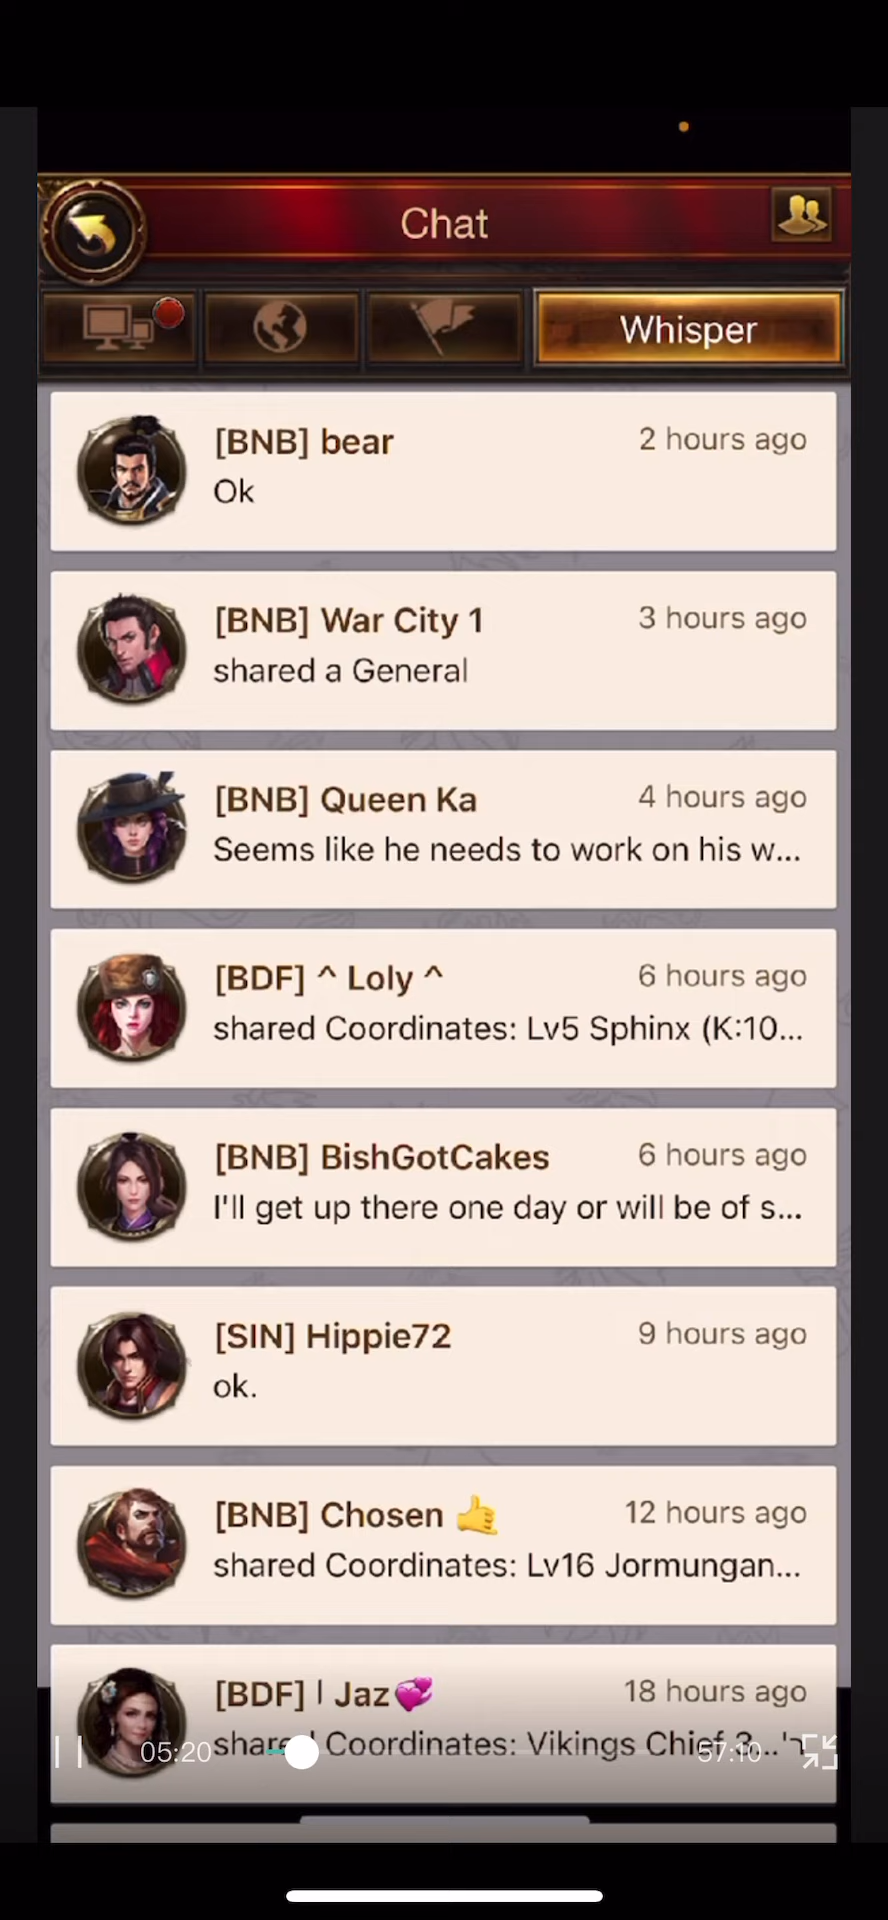 Chat
Whisper
[BNB] bear 2 hours ago
Ok
[BNB] War City 1 3 hours ago
shared a General
[BNB] Queen Ka 4 hours ago
Seems like he needs to work on his w...
[BDF] ^ Loly ^ 6 hours ago
shared Coordinates: Lv5 Sphinx (K:10...
[BNB] BishGotCakes 6 hours ago
I'll get up there one day or will be of s...
[SIN] Hippie72 9 hours ago
ok.
[BNB] Chosen 🤙 12 hours ago
shared Coordinates: Lv16 Jormungan...
[BDF] | Jaz💞 18 hours ago
shared Coordinates: Vikings Chief 3...
05:20 57:10